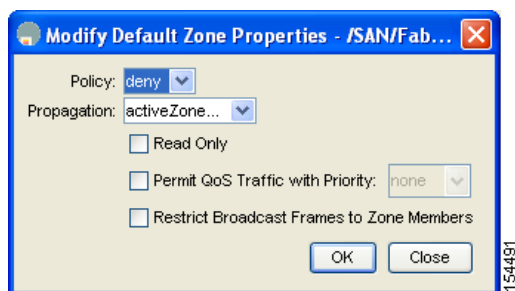 Modify Default Zone Properties - /SAN/Fab...
Policy: deny
Propagation: activeZone...
Read Only
Permit QoS Traffic with Priority: none
Restrict Broadcast Frames to Zone Members
OK Close
154491